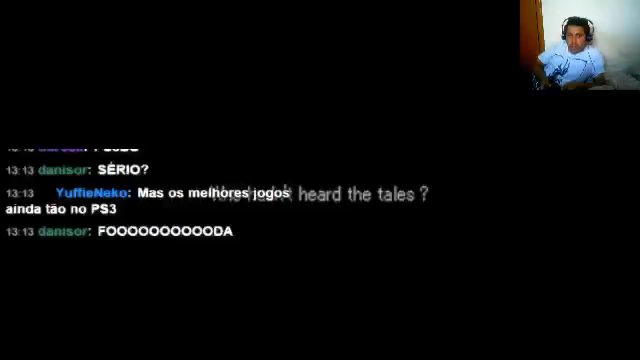 13:13 danisor: SÉRIO?
13:13 YuffieNeko: Mas os melhores jogos
heard the tales ?
ainda tão no PS3
13:13 danisor: FOOOOOOOOOODA